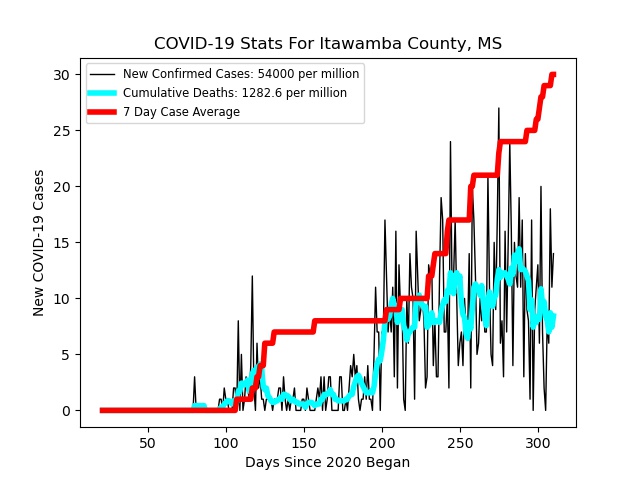 COVID-19 Stats For Itawamba County, MS
New Confirmed Cases: 54000 per million
Cumulative Deaths: 1282.6 per million
7 Day Case Average
New COVID-19 Cases
30
25
20
15
10
5
0
50 100 150 200 250 300
Days Since 2020 Began